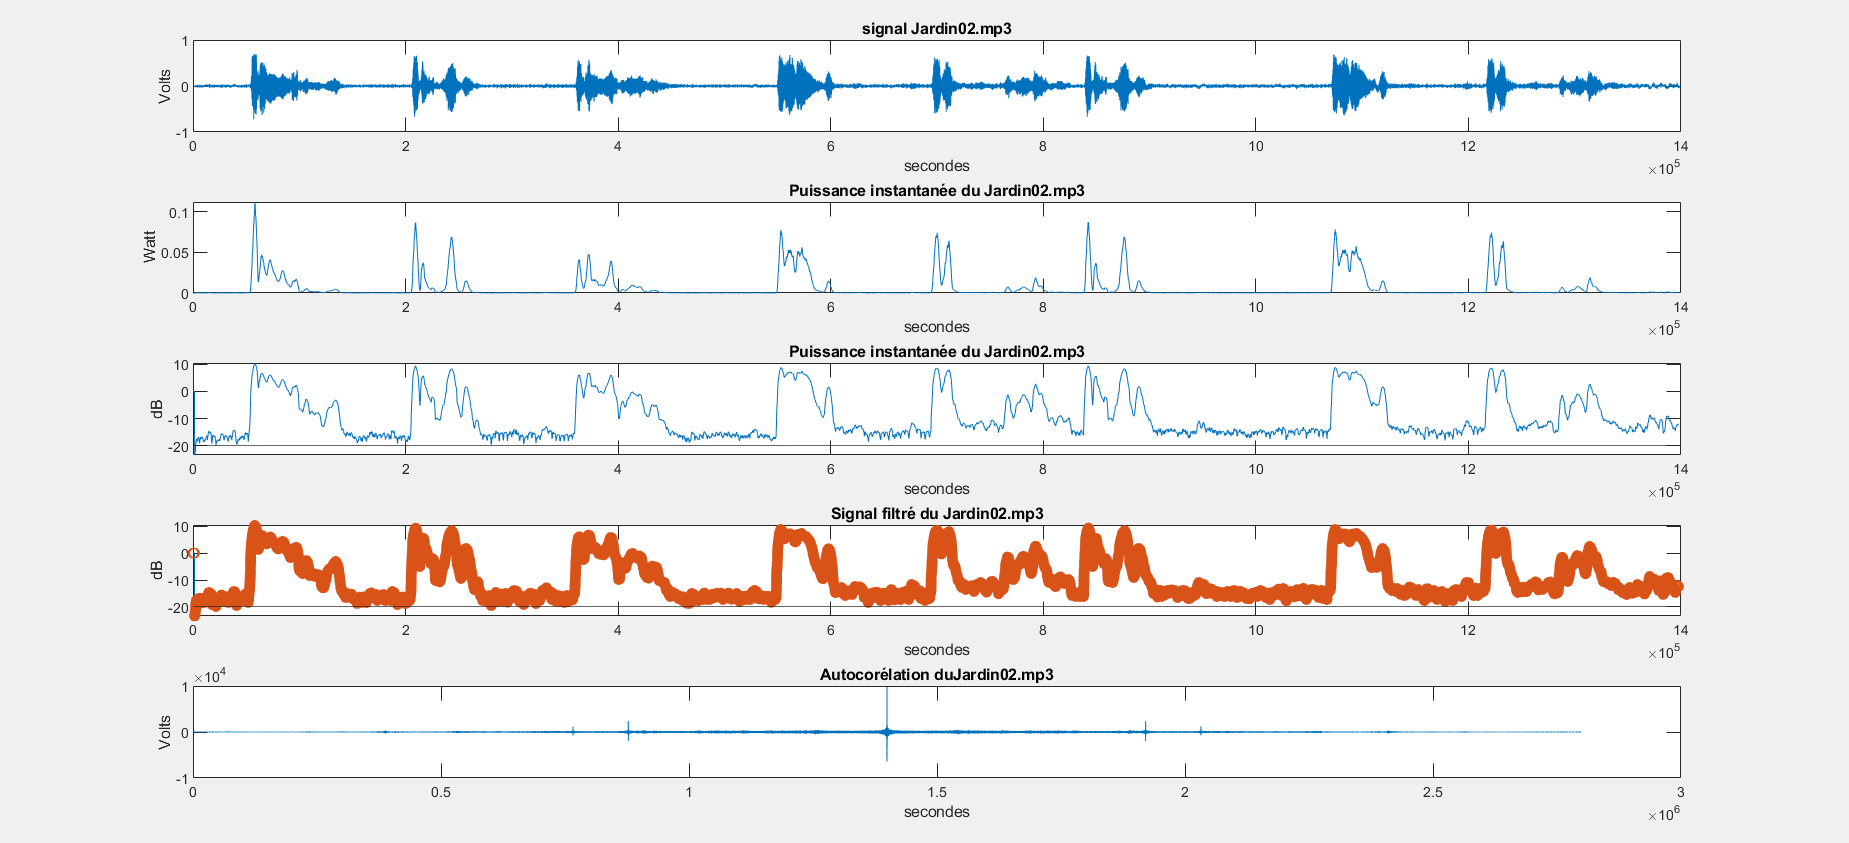 signal Jardin02.mp3
1
0
-1
Volts
0 2 4 6 8 10 12 14
secondes
×10^5
Puissance instantanée du Jardin02.mp3
0.1
0.05
0
Watt
0 2 4 6 8 10 12 14
secondes
×10^5
Puissance instantanée du Jardin02.mp3
10
0
-10
-20
dB
0 2 4 6 8 10 12 14
secondes
×10^5
Signal filtré du Jardin02.mp3
10
0
-10
-20
dB
0 2 4 6 8 10 12 14
secondes
×10^5
Autocorélation duJardin02.mp3
×10^4
1
0
-1
Volts
0 0.5 1 1.5 2 2.5 3
secondes
×10^6